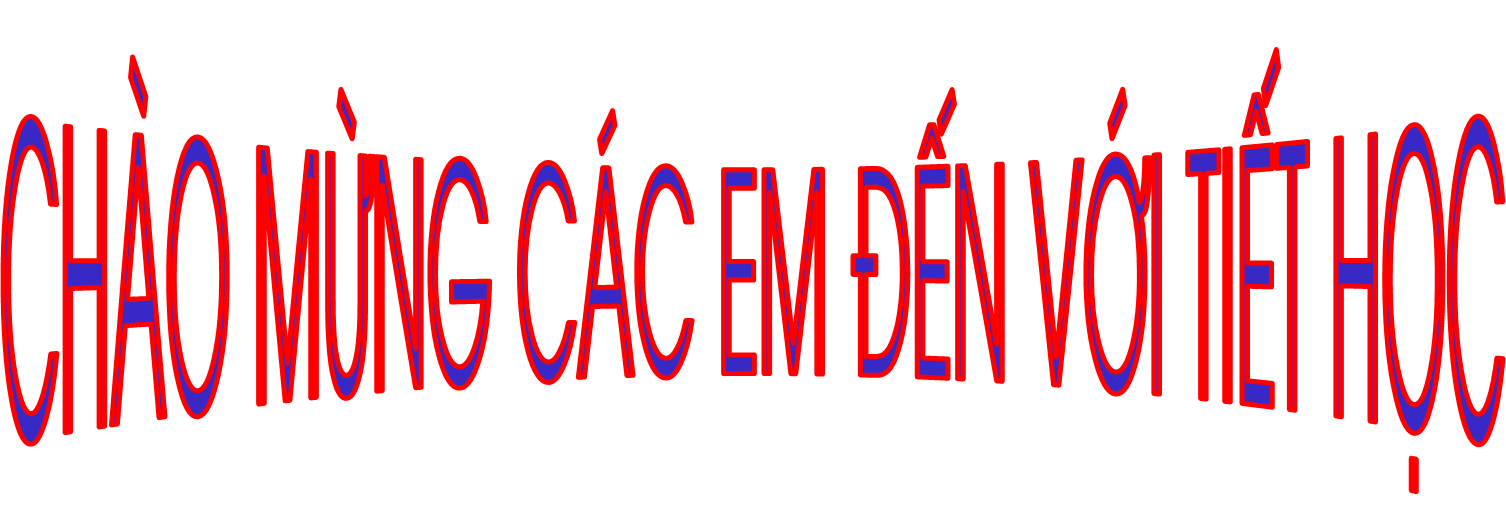 CHÀO MỪNG CÁC EM ĐẾN VỚI TIẾT HỌC